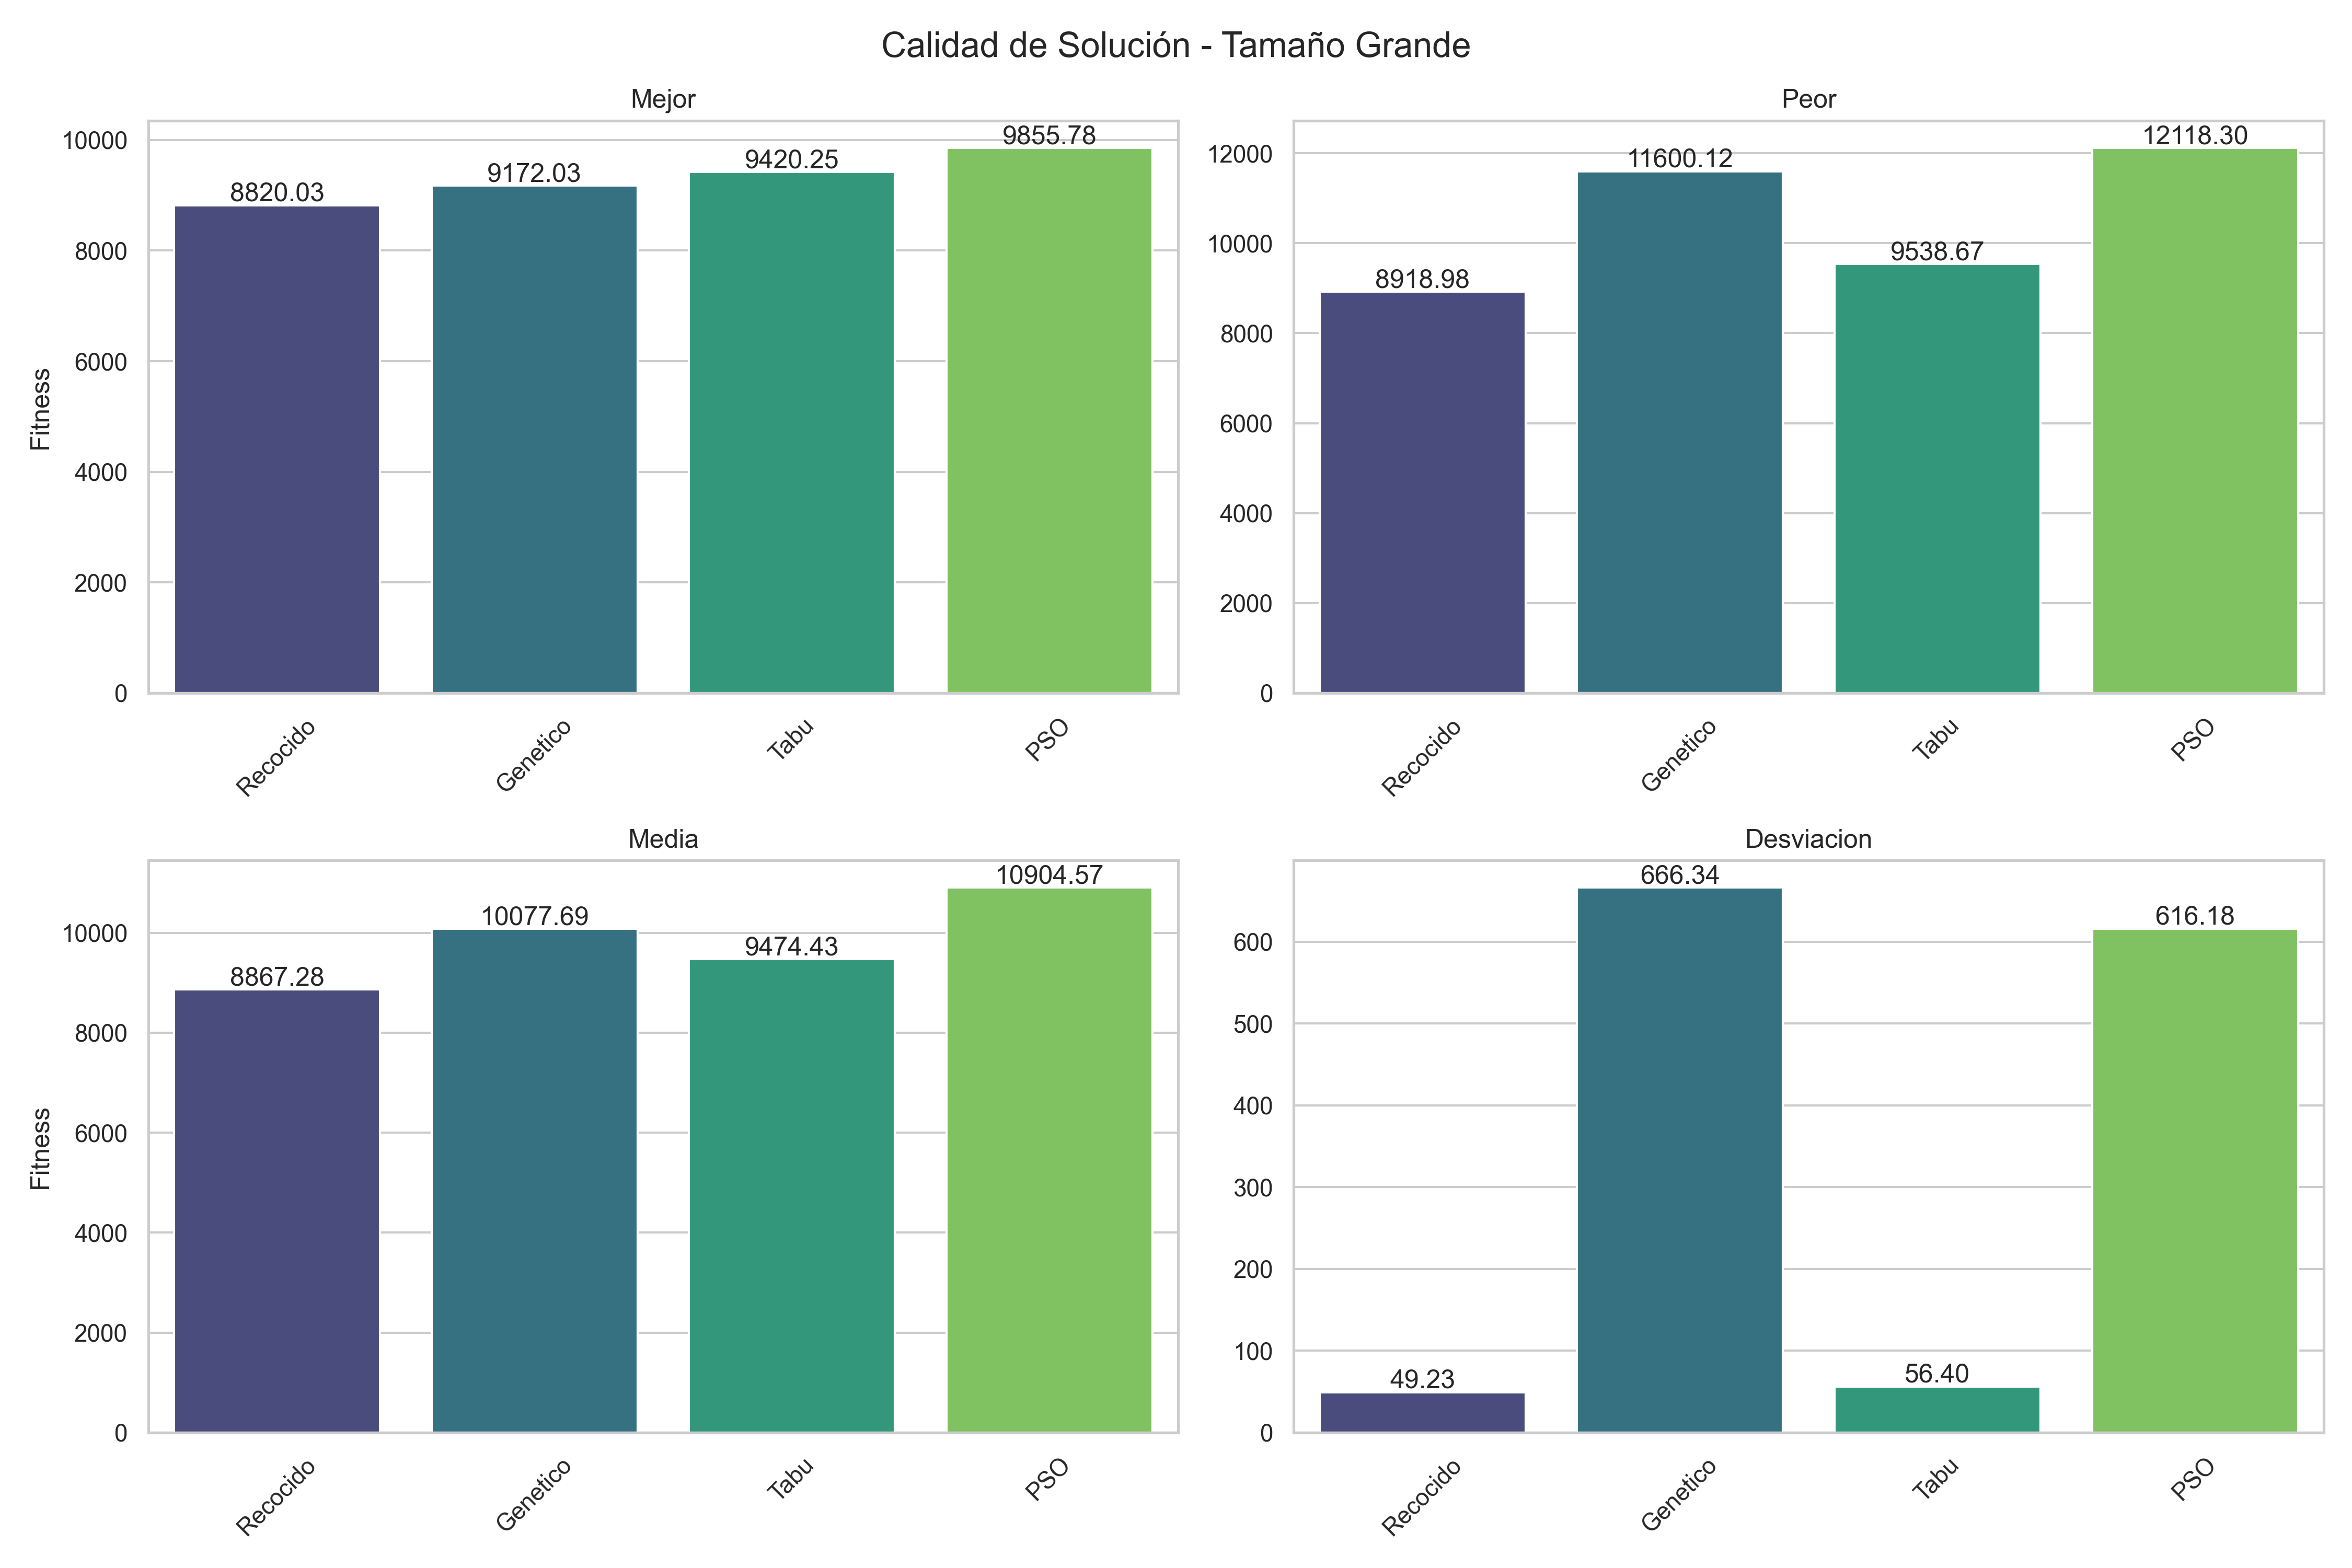 Calidad de Solución - Tamaño Grande
Mejor
Fitness
10000
8000
6000
4000
2000
0
8820.03
9172.03
9420.25
9855.78
Recocido
Genetico
Tabu
PSO
Peor
12000
10000
8000
6000
4000
2000
0
8918.98
11600.12
9538.67
12118.30
Recocido
Genetico
Tabu
PSO
Media
Fitness
10000
8000
6000
4000
2000
0
8867.28
10077.69
9474.43
10904.57
Recocido
Genetico
Tabu
PSO
Desviacion
600
500
400
300
200
100
0
49.23
666.34
56.40
616.18
Recocido
Genetico
Tabu
PSO